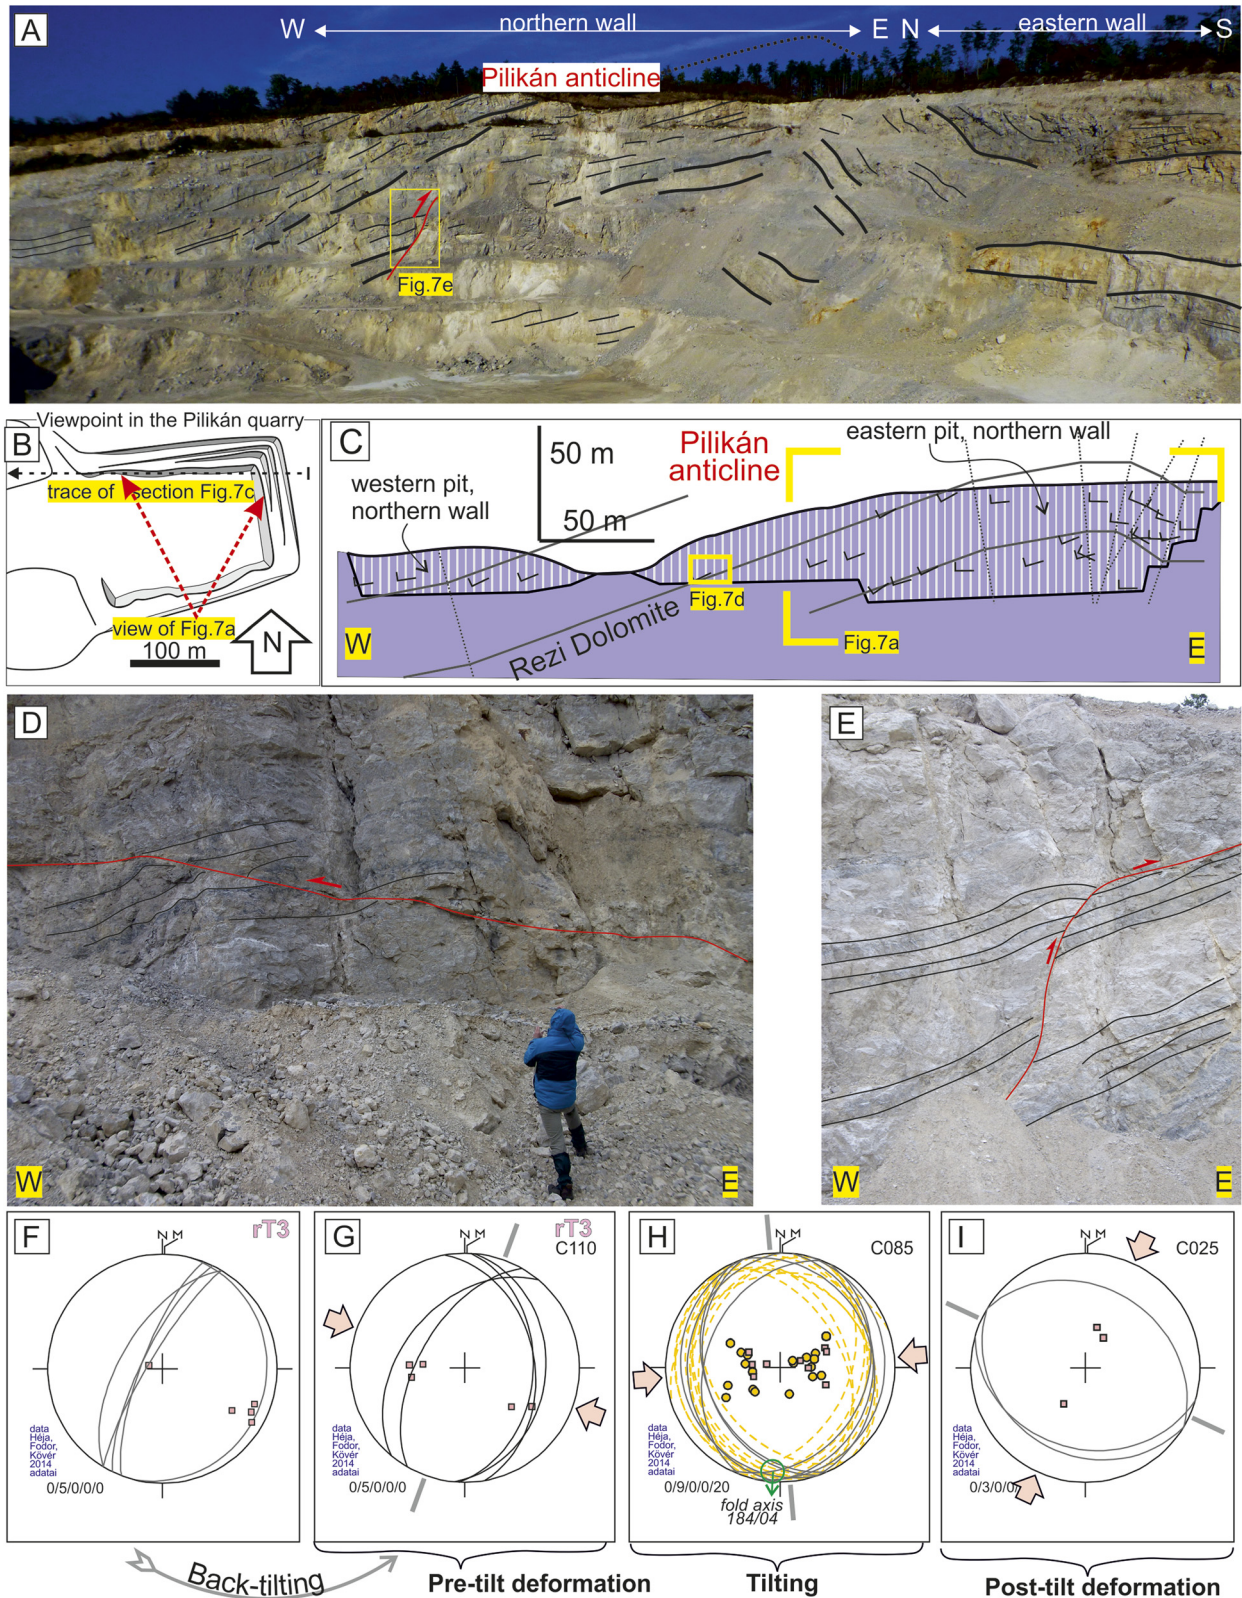 A
W
northern wall
E
N
eastern wall
S
Pilikán anticline
Fig.7e
B
Viewpoint in the Pilikán quarry
trace of section Fig.7c
view of Fig.7a
100 m
N
C
50 m
50 m
Pilikán
anticline
eastern pit, northern wall
western pit,
northern wall
Fig.7d
Rezi Dolomite
Fig.7a
W
E
D
W
E
E
W
E
F
N M
rT3
data
Héja,
Fodor,
Kövér
2014
adatai
0/5/0/0/0
G
N M
rT3
C110
data
Héja,
Fodor,
Kövér
2014
adatai
0/5/0/0/0
H
N M
C085
data
Héja,
Fodor,
Kövér
2014
adatai
0/9/0/0/20
fold axis
184/04
I
N M
C025
data
Héja,
Fodor,
Kövér
2014
adatai
0/3/0/0/
Back-tilting
Pre-tilt deformation
Tilting
Post-tilt deformation